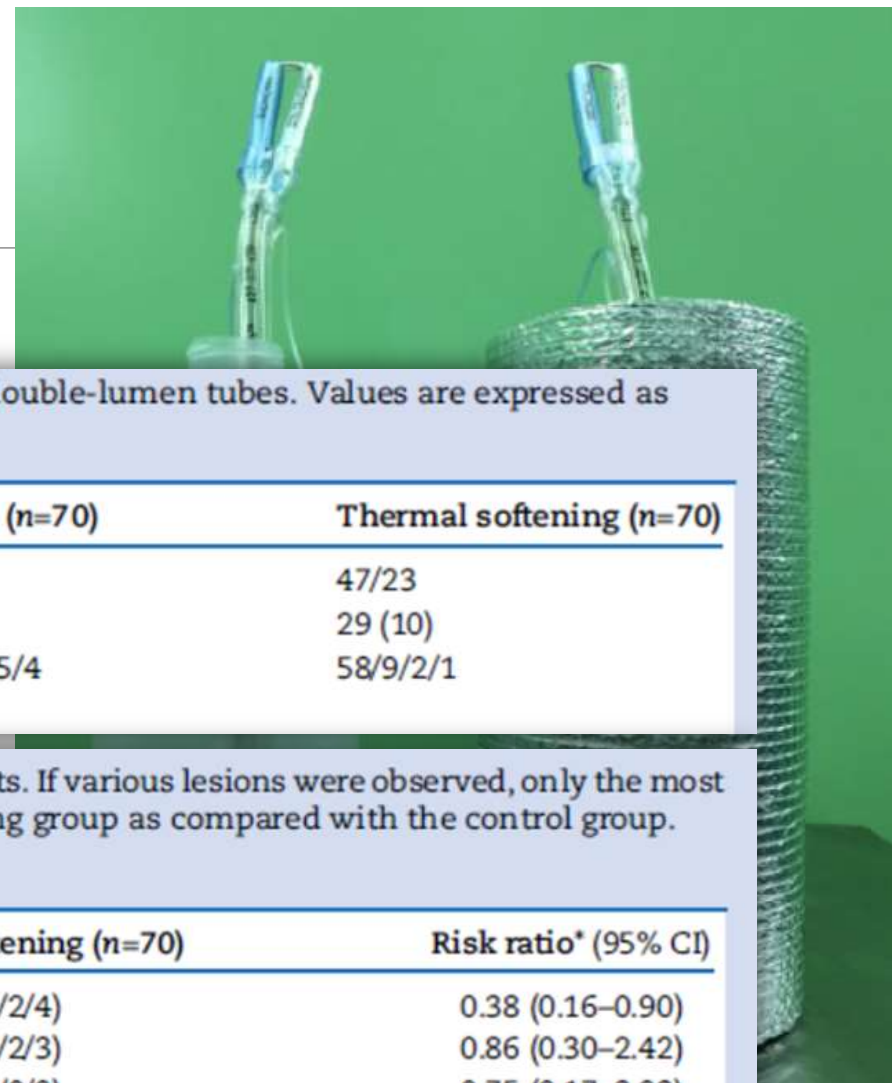 ouble-lumen tubes. Values are expressed as
(n=70) Thermal softening (n=70)
47/23
29 (10)
5/4 58/9/2/1
ts. If various lesions were observed, only the most
ng group as compared with the control group.
ening (n=70) Risk ratio* (95% CI)
/2/4) 0.38 (0.16–0.90)
/2/3) 0.86 (0.30–2.42)